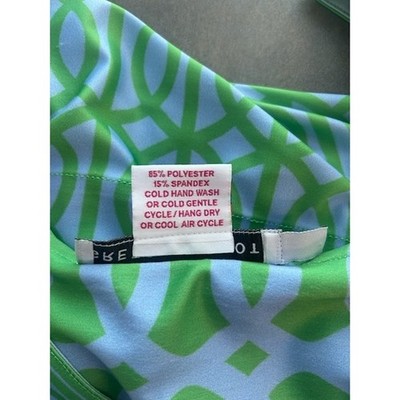 85% POLYESTER
15% SPANDEX
COLD HAND WASH
OR COLD GENTLE
CYCLE/HANG DRY
OR COOL AIR CYCLE